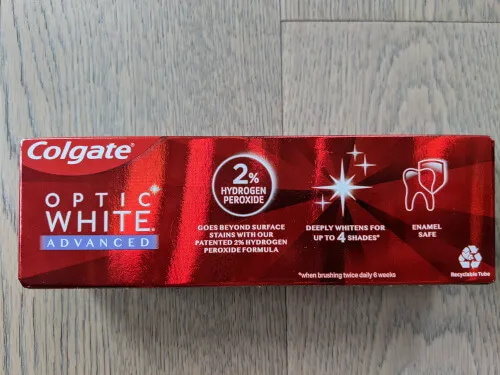 Colgate®
OPTIC
WHITE®
ADVANCED
2%
HYDROGEN
PEROXIDE
GOES BEYOND SURFACE
STAINS WITH OUR
PATENTED 2% HYDROGEN
PEROXIDE FORMULA
DEEPLY WHITENS FOR
UP TO 4 SHADES*
*when brushing twice daily 6 weeks
ENAMEL
SAFE
Recyclable Tube